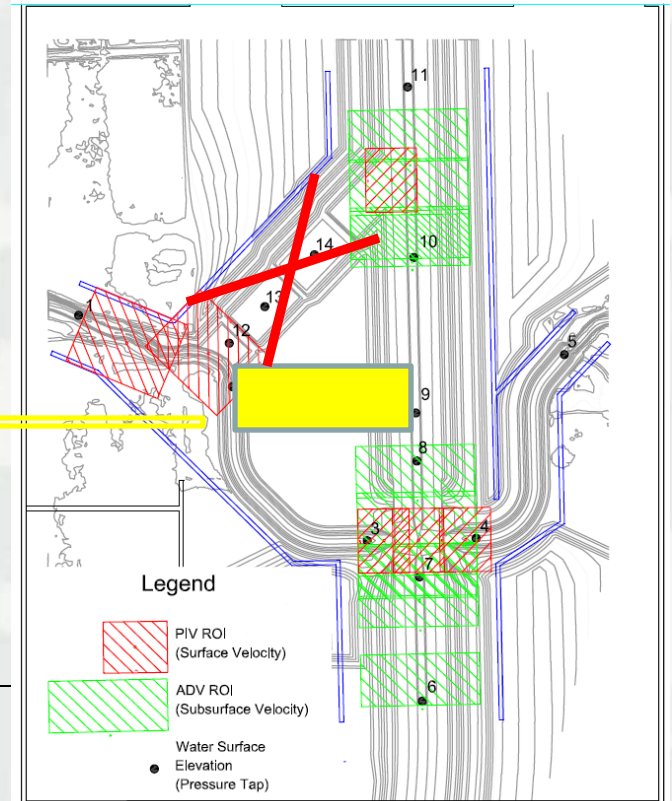 11
14
10
13
1
12
5
9
8
3
4
7
Legend
PIV ROI
(Surface Velocity)
ADV ROI
(Subsurface Velocity)
6
Water Surface
Elevation
(Pressure Tap)